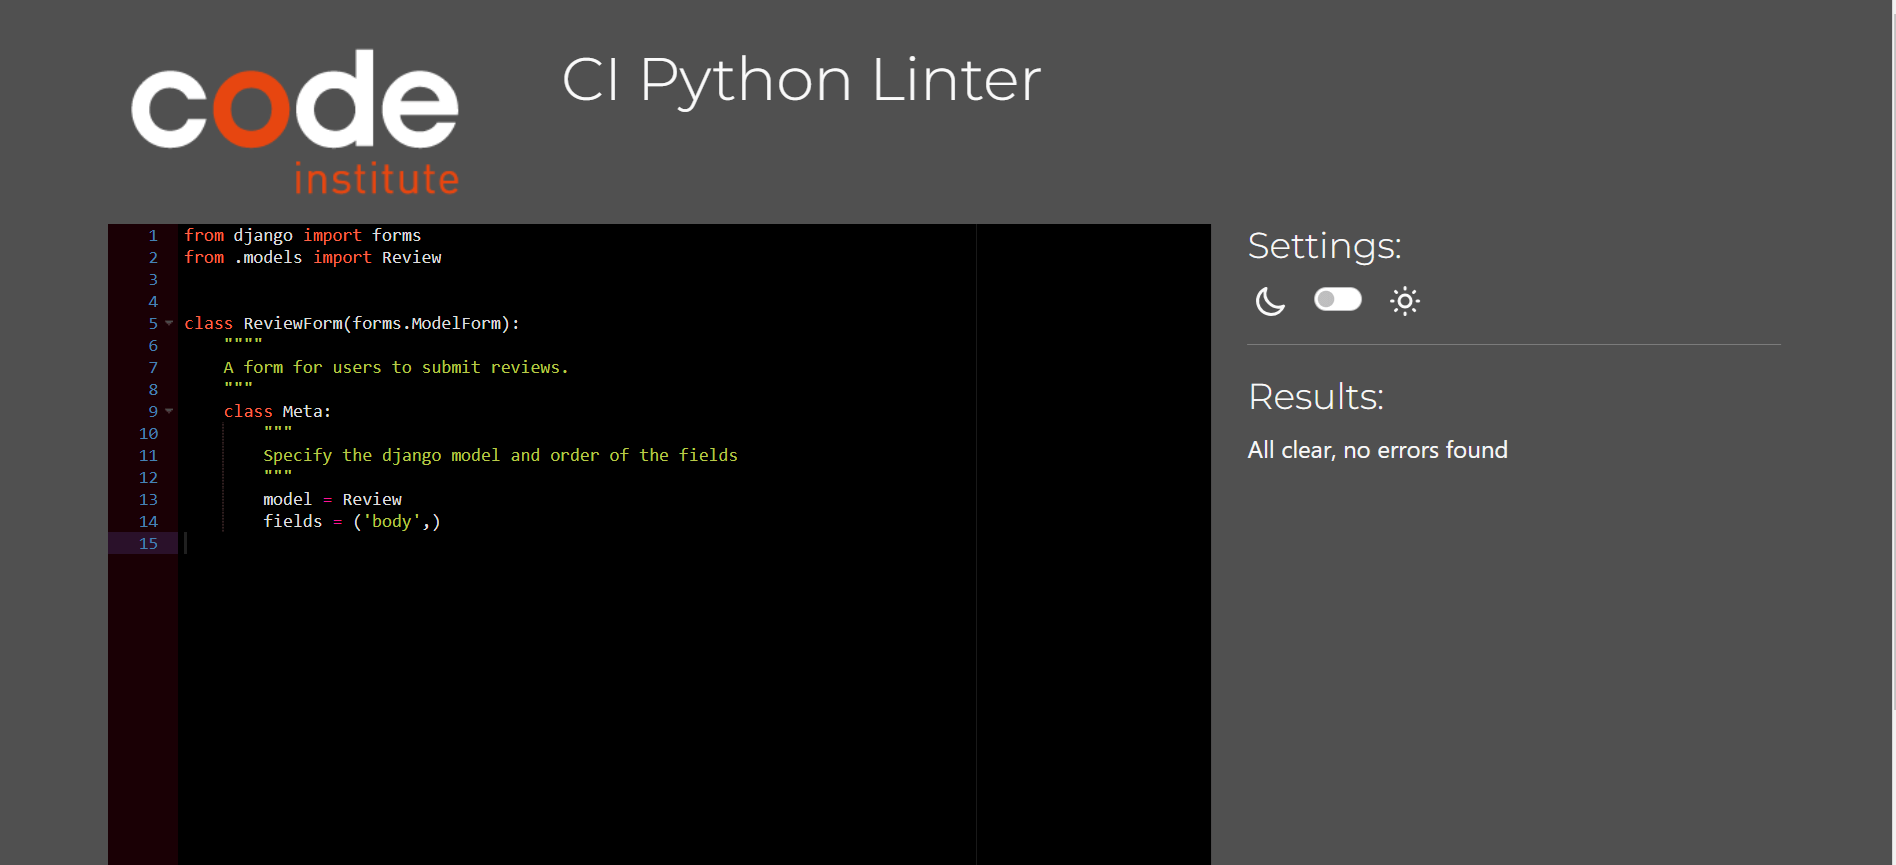 code
institute
CI Python Linter
1 from django import forms
2 from .models import Review
3
4
5 class ReviewForm(forms.ModelForm):
6     """"
7     A form for users to submit reviews.
8     """
9     class Meta:
10         """
11         Specify the django model and order of the fields
12         """
13         model = Review
14         fields = ('body',)
15
Settings:
Results:
All clear, no errors found